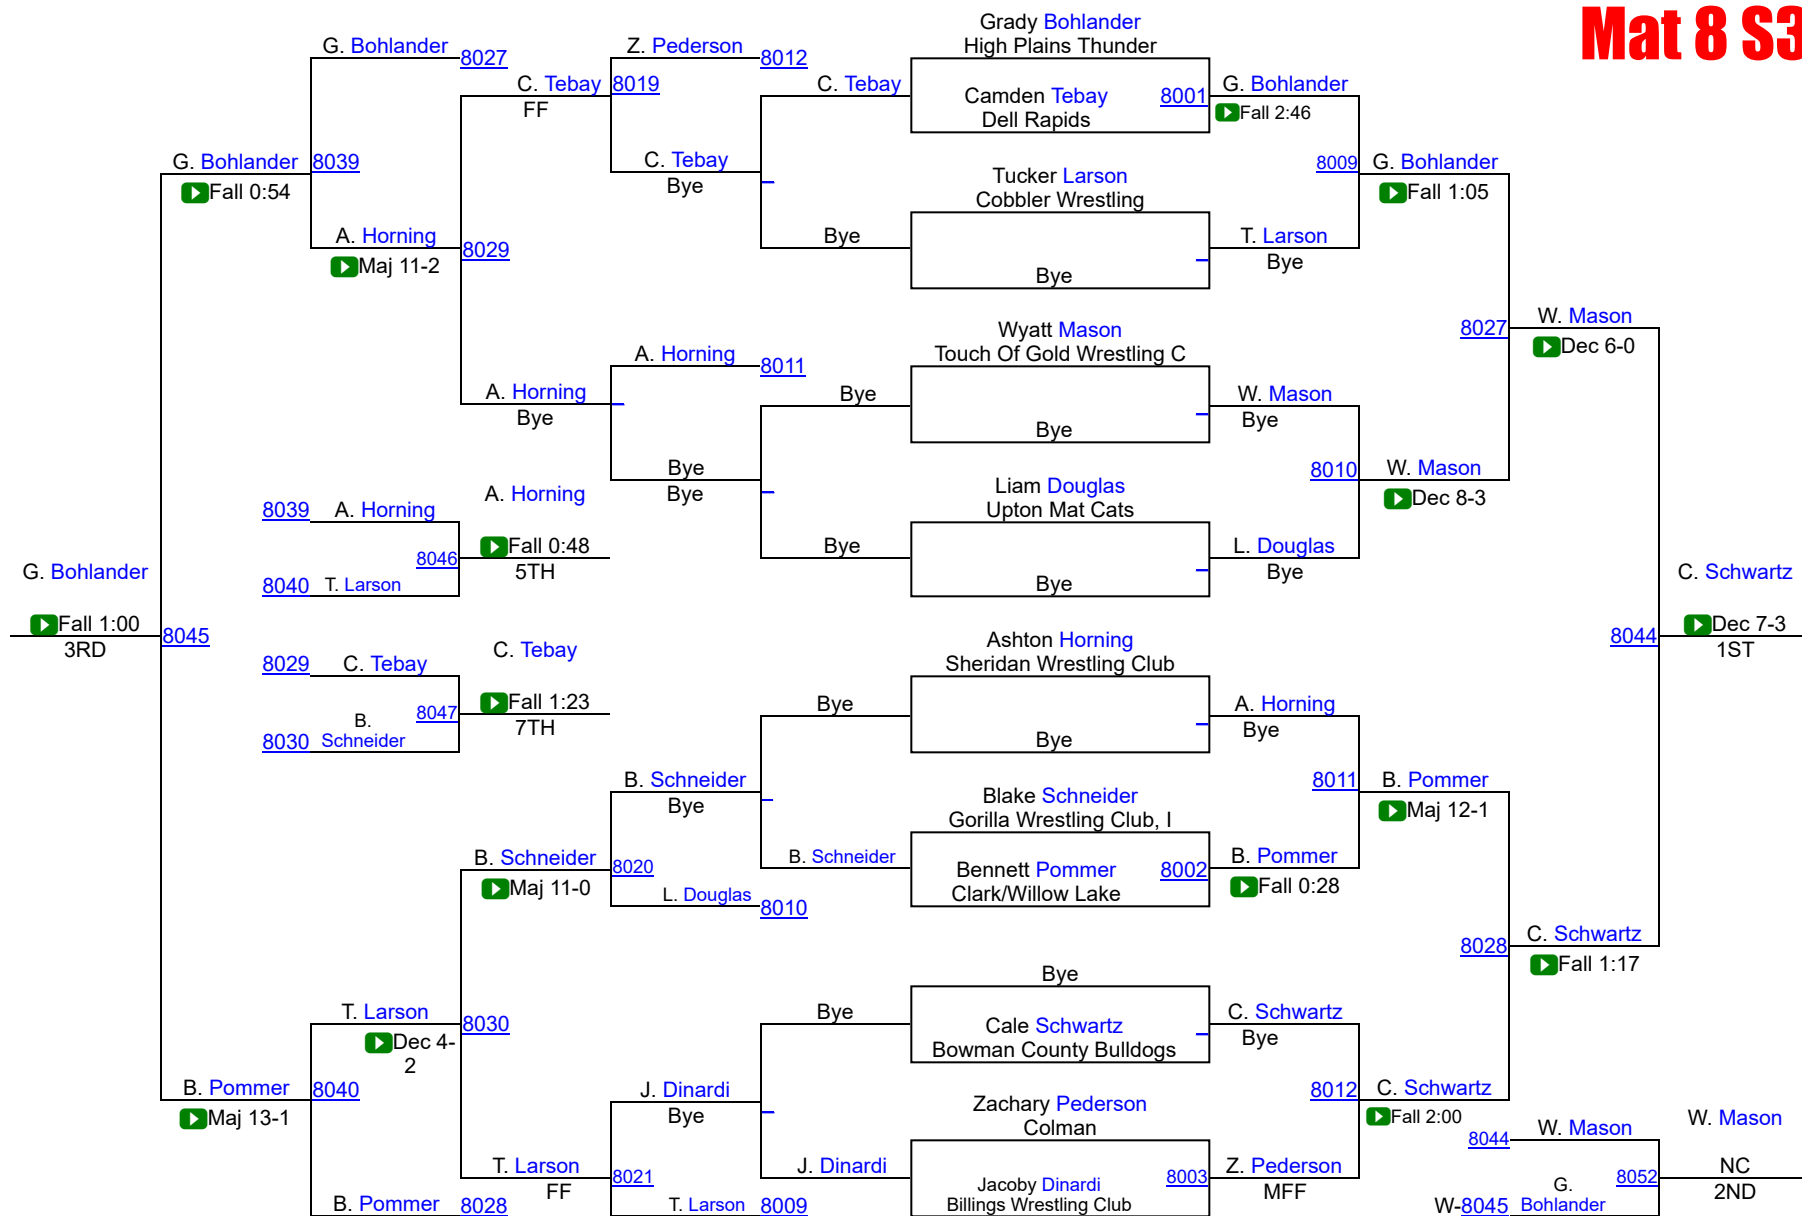 Mat 8 S3
Grady Bohlander
High Plains Thunder
G. Bohlander
8027
Z. Pederson
8012
C. Tebay
FF
8019
C. Tebay
Camden Tebay
Dell Rapids
8001
G. Bohlander
Fall 2:46
G. Bohlander
Fall 0:54
8039
C. Tebay
Bye
Tucker Larson
Cobbler Wrestling
8009
G. Bohlander
Fall 1:05
A. Horning
Maj 11-2
8029
Bye
Bye
T. Larson
Bye
Wyatt Mason
Touch Of Gold Wrestling C
8027
W. Mason
Dec 6-0
A. Horning
8011
A. Horning
Bye
Bye
Bye
W. Mason
Bye
Bye
Bye
Liam Douglas
Upton Mat Cats
8010
W. Mason
Dec 8-3
8039
A. Horning
A. Horning
8046
Fall 0:48
5TH
8040
T. Larson
Bye
Bye
L. Douglas
Bye
G. Bohlander
Fall 1:00
3RD
8045
C. Schwartz
8044
Dec 7-3
1ST
Ashton Horning
Sheridan Wrestling Club
8029
C. Tebay
C. Tebay
8047
Fall 1:23
7TH
8030
B.
Schneider
Bye
Bye
A. Horning
Bye
B. Schneider
Bye
Blake Schneider
Gorilla Wrestling Club, I
8011
B. Pommer
Maj 12-1
B. Schneider
Maj 11-0
8020
B. Schneider
Bennett Pommer
Clark/Willow Lake
8002
B. Pommer
Fall 0:28
L. Douglas
8010
8028
C. Schwartz
Fall 1:17
Bye
T. Larson
Dec 4-
2
8030
Bye
Cale Schwartz
Bowman County Bulldogs
C. Schwartz
Bye
B. Pommer
Maj 13-1
8040
J. Dinardi
Bye
Zachary Pederson
Colman
8012
C. Schwartz
Fall 2:00
8044
W. Mason
W. Mason
T. Larson
FF
8021
J. Dinardi
Jacoby Dinardi
Billings Wrestling Club
8003
Z. Pederson
MFF
8052
NC
2ND
B. Pommer
8028
T. Larson
8009
W-8045
G.
Bohlander